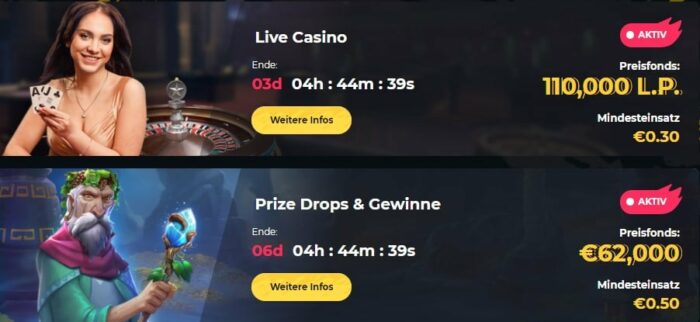 Live Casino
AKTIV
Ende:
03d 04h : 44m : 39s
Preisfonds:
110,000 L.P.
Weitere Infos
Mindesteinsatz
€0.30
A J
Prize Drops & Gewinne
AKTIV
Ende:
06d 04h : 44m : 39s
Preisfonds:
€62,000
Weitere Infos
Mindesteinsatz
€0.50